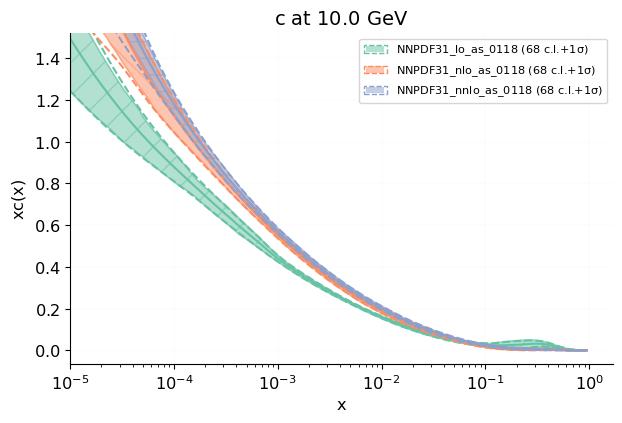 c at 10.0 GeV
NNPDF31_lo_as_0118 (68 c.l.+1σ)
NNPDF31_nlo_as_0118 (68 c.l.+1σ)
NNPDF31_nnlo_as_0118 (68 c.l.+1σ)
xc(x)
1.4
1.2
1.0
0.8
0.6
0.4
0.2
0.0
10⁻⁵ 10⁻⁴ 10⁻³ 10⁻² 10⁻¹ 10⁰
x